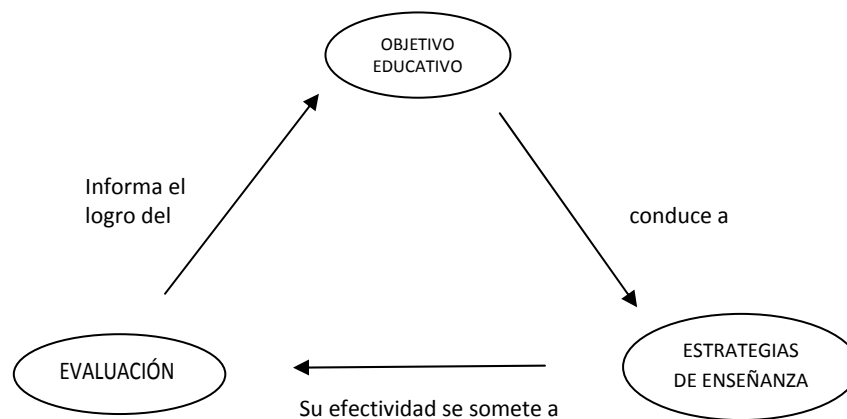 OBJETIVO
EDUCATIVO
Informa el
logro del
conduce a
EVALUACIÓN
ESTRATEGIAS
DE ENSEÑANZA
Su efectividad se somete a